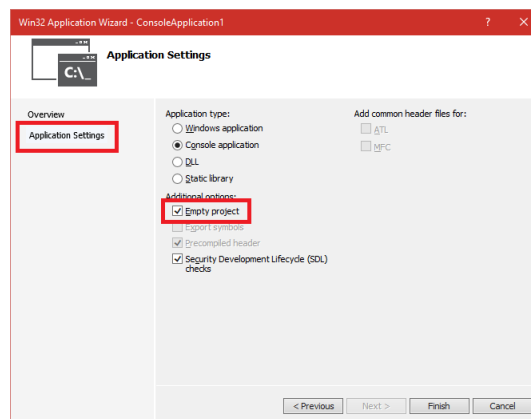 Win32 Application Wizard - ConsoleApplication1
? X
C:\_
Application Settings
Overview
Application Settings
Application type:
Windows application
Console application
DLL
Static library
Additional options:
Empty project
Export symbols
Precompiled header
Security Development Lifecycle (SDL)
checks
Add common header files for:
ATL
MFC
< Previous
Next >
Finish
Cancel